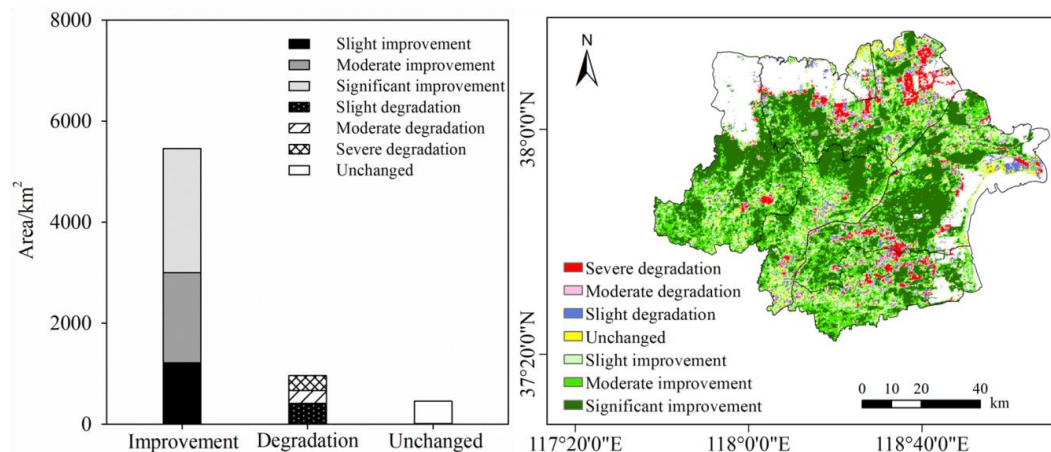 8000
6000
4000
2000
0
Area/km²
Slight improvement
Moderate improvement
Significant improvement
Slight degradation
Moderate degradation
Severe degradation
Unchanged
Improvement
Degradation
Unchanged
N
38°0'0"N
37°20'0"N
Severe degradation
Moderate degradation
Slight degradation
Unchanged
Slight improvement
Moderate improvement
Significant improvement
0 10 20 40
km
117°20'0"E
118°0'0"E
118°40'0"E